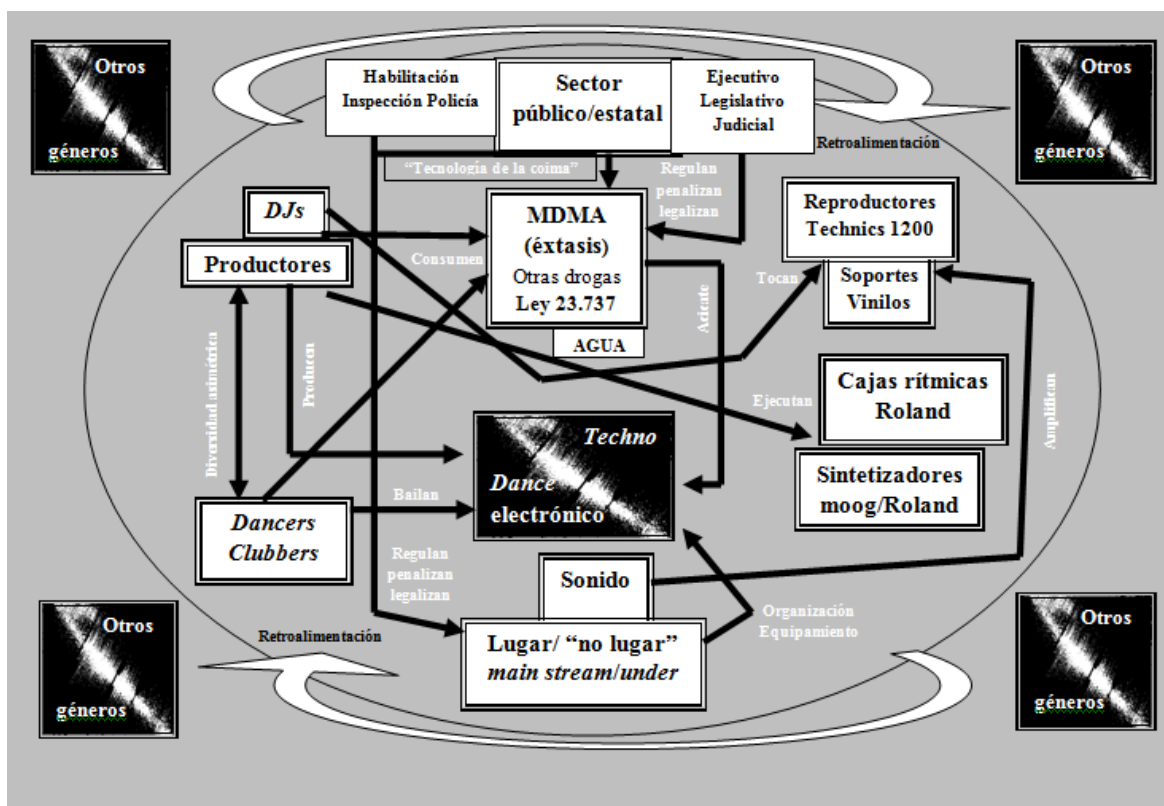 Otros
géneros
Habilitación
Inspección Policía
Sector
público/estatal
Ejecutivo
Legislativo
Judicial
Otros
géneros
Retroalimentación
“Tecnología de la coima”
Regulan
penalizan
legalizan
DJs
Productores
Consumen
MDMA
(éxtasis)
Otras drogas
Ley 23.737
AGUA
Acicate
Tocan
Reproductores
Technics 1200
Soportes
Vinilos
Diversidad asimétrica
Producen
Ejecutan
Cajas rítmicas
Roland
Amplifican
Sintetizadores
moog/Roland
Techno
Dance
electrónico
Bailan
Dancers
Clubbers
Regulan
penalizan
legalizan
Sonido
Organización
Equipamiento
Lugar/ “no lugar”
main stream/under
Retroalimentación
Otros
géneros
Otros
géneros